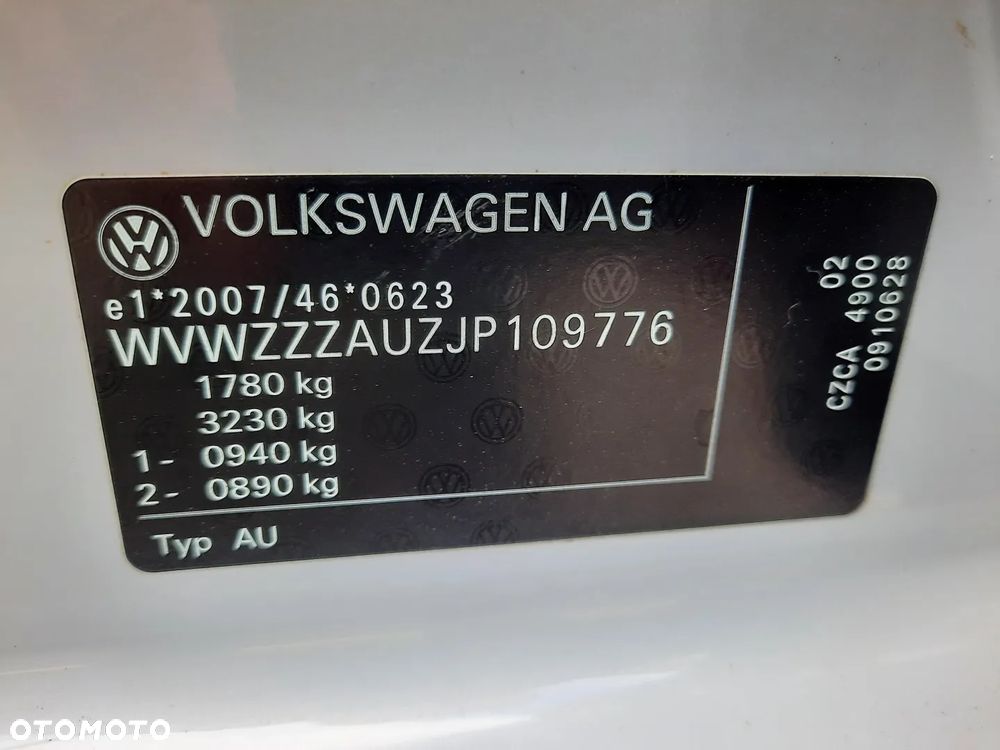 VOLKSWAGEN AG
e1*2007/46*0623
WVWZZZAUZJP109776
1780 kg
3230 kg
1- 0940 kg
2- 0890 kg
Typ AU
02
CZCA 4900
0910628
OTOMOTO